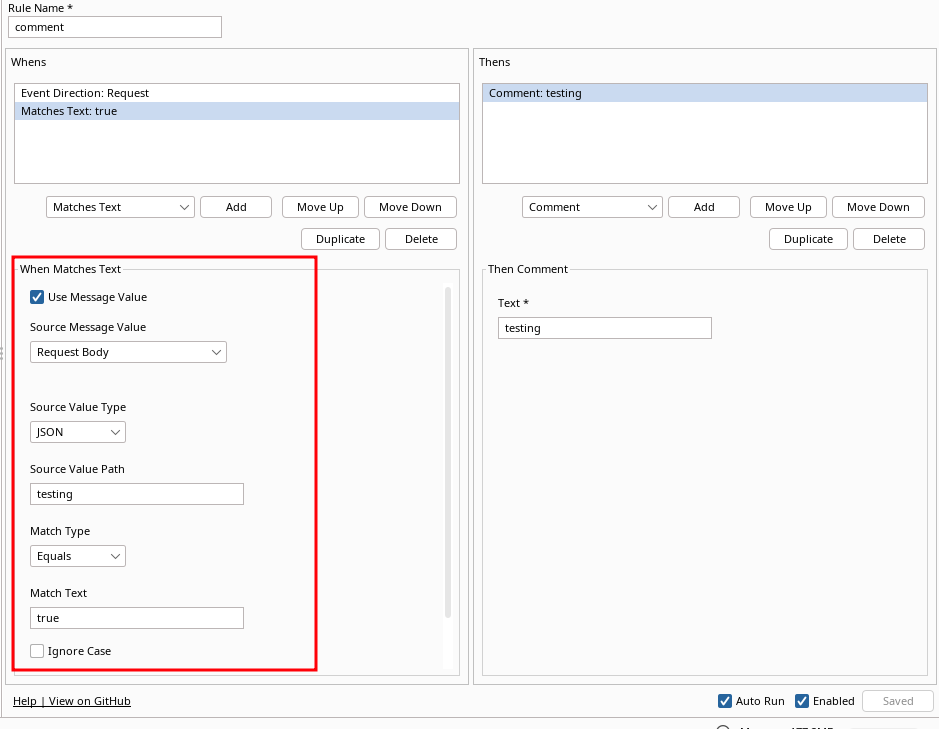 Rule Name *
comment
Whens
Event Direction: Request
Matches Text: true
Matches Text
Add
Move Up
Move Down
Duplicate
Delete
When Matches Text
Use Message Value
Source Message Value
Request Body
Source Value Type
JSON
Source Value Path
testing
Match Type
Equals
Match Text
true
Ignore Case
Thens
Comment: testing
Comment
Add
Move Up
Move Down
Duplicate
Delete
Then Comment
Text *
testing
Help | View on GitHub
Auto Run
Enabled
Saved